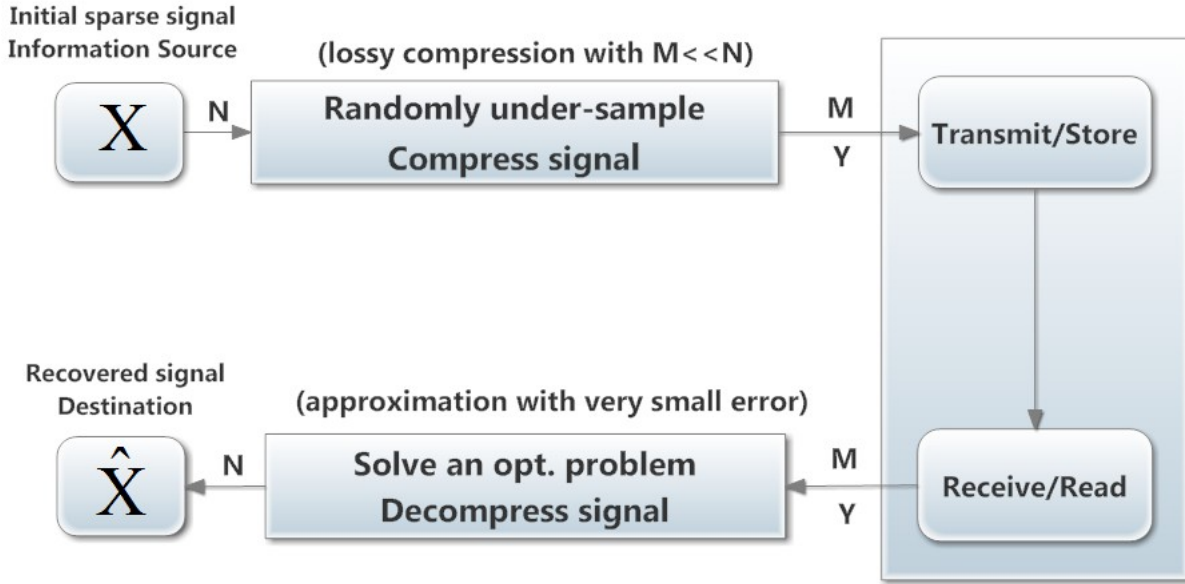 Initial sparse signal
Information Source
(lossy compression with M<<N)
X
N
Randomly under-sample
Compress signal
M
Y
Transmit/Store
Recovered signal
Destination
(approximation with very small error)
X̂
N
Solve an opt. problem
Decompress signal
M
Y
Receive/Read